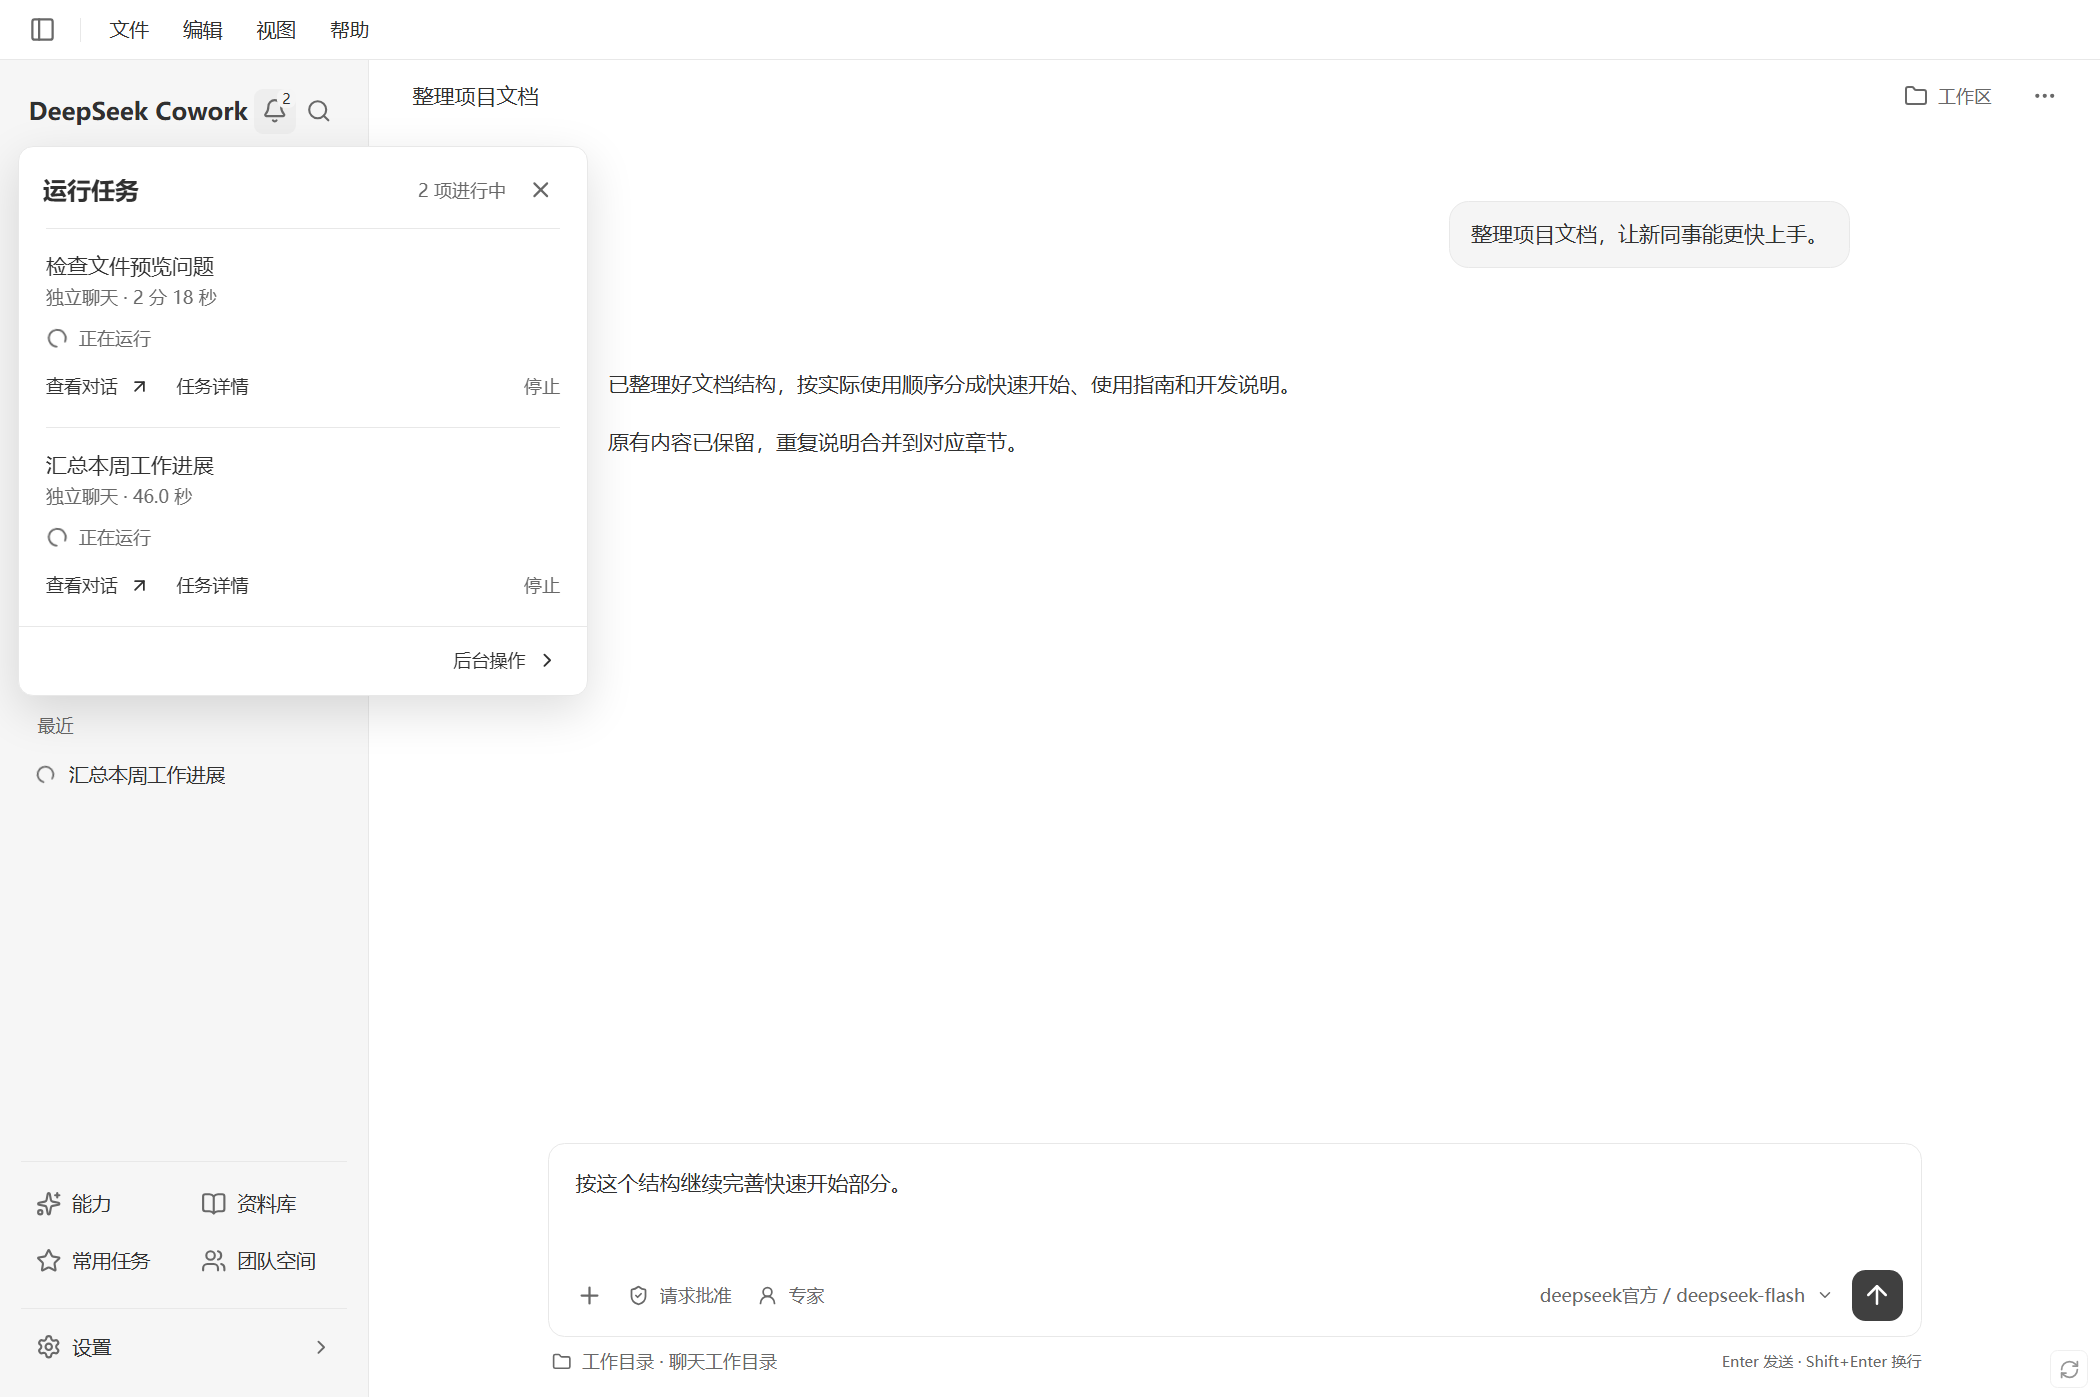 文件 编辑 视图 帮助
DeepSeek Cowork 2
整理项目文档
工作区
运行任务 2 项进行中
检查文件预览问题
独立聊天 · 2 分 18 秒
正在运行
查看对话 任务详情 停止
汇总本周工作进展
独立聊天 · 46.0 秒
正在运行
查看对话 任务详情 停止
后台操作
最近
汇总本周工作进展
能力 资料库
常用任务 团队空间
设置
整理项目文档，让新同事能更快上手。
已整理好文档结构，按实际使用顺序分成快速开始、使用指南和开发说明。
原有内容已保留，重复说明合并到对应章节。
按这个结构继续完善快速开始部分。
请求批准 专家 deepseek官方 / deepseek-flash
工作目录 · 聊天工作目录 Enter 发送 · Shift+Enter 换行